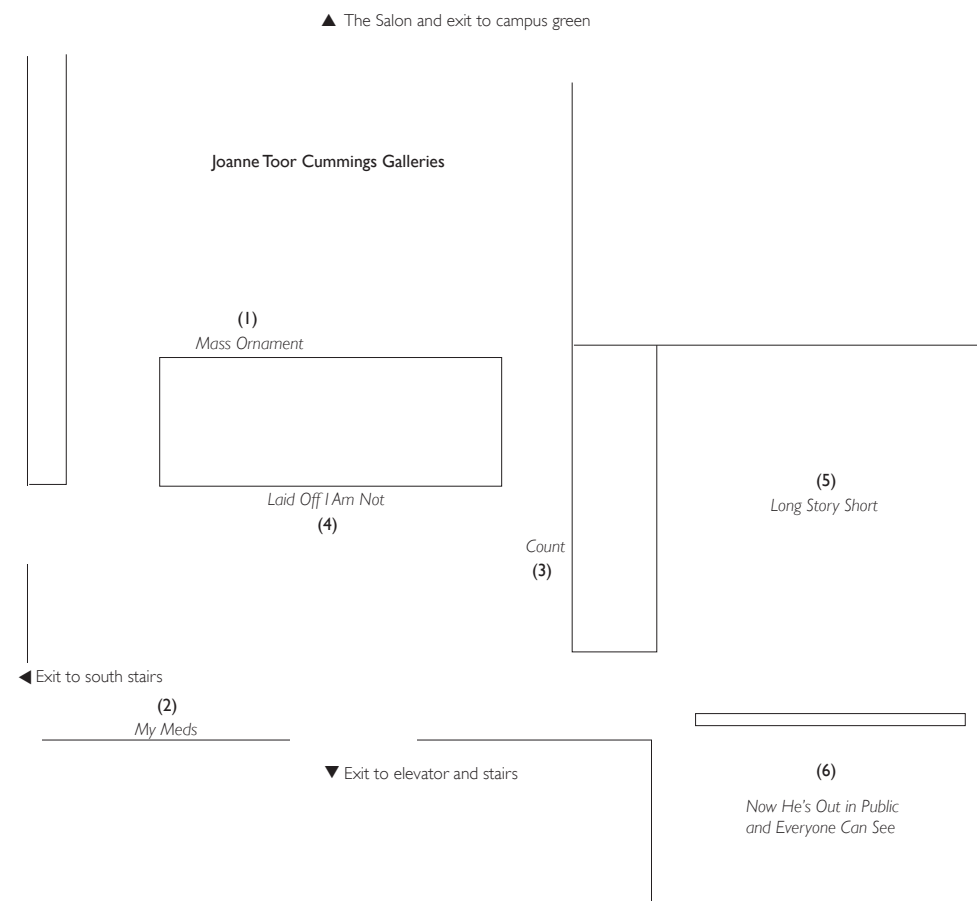 ▲ The Salon and exit to campus green
Joanne Toor Cummings Galleries
(1)
Mass Ornament
Laid Off I Am Not
(4)
Count
(3)
(5)
Long Story Short
◀ Exit to south stairs
(2)
My Meds
▼ Exit to elevator and stairs
(6)
Now He's Out in Public
and Everyone Can See